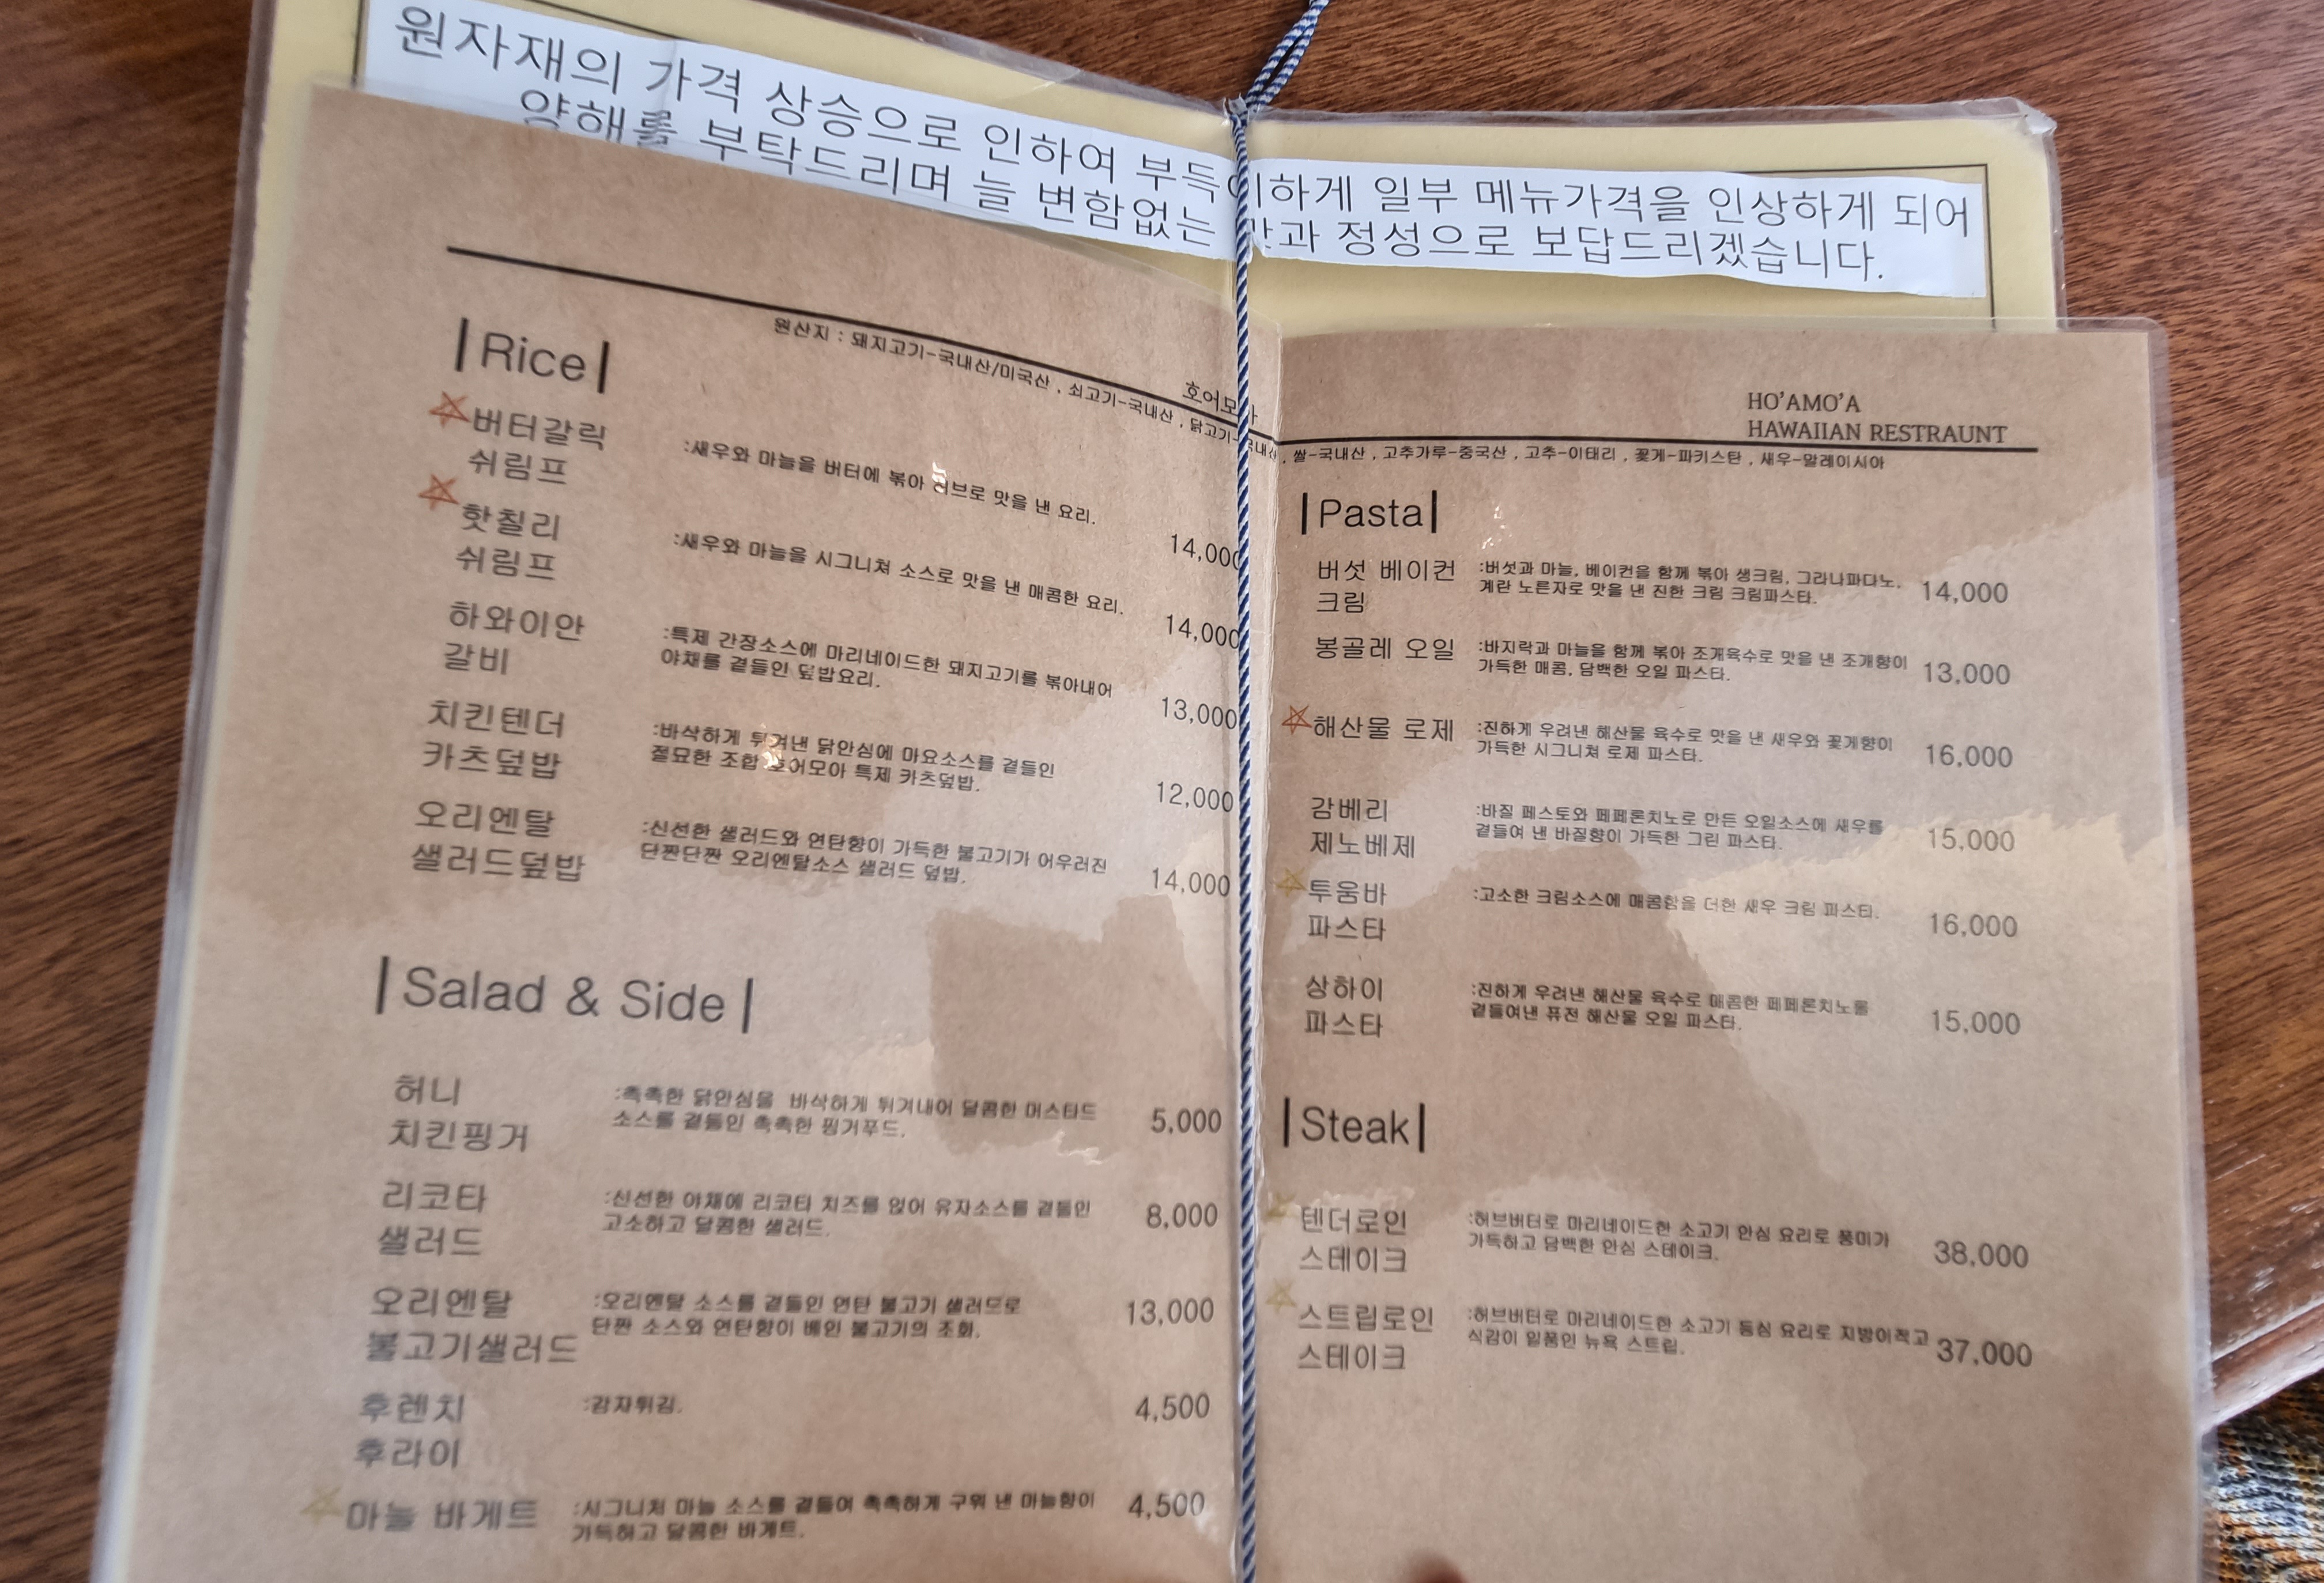 원자재의 가격 상승으로 인하여 부득이하게 일부 메뉴가격을 인상하게 되어
양해를 부탁드리며 늘 변함없는 맛과 정성으로 보답드리겠습니다.
호어모아
원산지 : 돼지고기-국내산/미국산 , 쇠고기-국내산 , 닭고기-국내산 , 쌀-국내산 , 고추가루-중국산 , 고추-이태리 , 꽃게-파키스탄 , 새우-말레이시아
|Rice|
버터갈릭
쉬림프
:새우와 마늘을 버터에 볶아 허브로 맛을 낸 요리.
14,000
핫칠리
쉬림프
:새우와 마늘을 시그니쳐 소스로 맛을 낸 매콤한 요리.
14,000
하와이안
갈비
:특제 간장소스에 마리네이드한 돼지고기를 볶아내어
야채를 곁들인 덮밥요리.
13,000
치킨텐더
카츠덮밥
:바삭하게 튀겨낸 닭안심에 마요소스를 곁들인
절묘한 조합 호어모아 특제 카츠덮밥.
12,000
오리엔탈
샐러드덮밥
:신선한 샐러드와 연탄향이 가득한 불고기가 어우러진
단짠단짠 오리엔탈소스 샐러드 덮밥.
14,000
|Salad & Side|
허니
치킨핑거
:촉촉한 닭안심을 바삭하게 튀겨내어 달콤한 머스타드
소스를 곁들인 촉촉한 핑거푸드.
5,000
리코타
샐러드
:신선한 야채에 리코타 치즈를 얹어 유자소스를 곁들인
고소하고 달콤한 샐러드.
8,000
오리엔탈
불고기샐러드
:오리엔탈 소스를 곁들인 연탄 불고기 샐러드로
단짠 소스와 연탄향이 베인 불고기의 조화.
13,000
후렌치
후라이
:감자튀김.
4,500
마늘 바게트
:시그니처 마늘 소스를 곁들여 촉촉하게 구워 낸 마늘향이
가득하고 달콤한 바게트.
4,500
HO'AMO'A
HAWAIIAN RESTRAUNT
|Pasta|
버섯 베이컨
크림
:버섯과 마늘, 베이컨을 함께 볶아 생크림, 그라나파다노,
계란 노른자로 맛을 낸 진한 크림 크림파스타.
14,000
봉골레 오일
:바지락과 마늘을 함께 볶아 조개육수로 맛을 낸 조개향이
가득한 매콤, 담백한 오일 파스타.
13,000
해산물 로제
:진하게 우려낸 해산물 육수로 맛을 낸 새우와 꽃게향이
가득한 시그니쳐 로제 파스타.
16,000
감베리
제노베제
:바질 페스토와 페페론치노로 만든 오일소스에 새우를
곁들여 낸 바질향이 가득한 그린 파스타.
15,000
투움바
파스타
:고소한 크림소스에 매콤함을 더한 새우 크림 파스타.
16,000
상하이
파스타
:진하게 우려낸 해산물 육수로 매콤한 페페론치노를
곁들여낸 퓨전 해산물 오일 파스타.
15,000
|Steak|
텐더로인
스테이크
:허브버터로 마리네이드한 소고기 안심 요리로 풍미가
가득하고 담백한 안심 스테이크.
38,000
스트립로인
스테이크
:허브버터로 마리네이드한 소고기 등심 요리로 지방이적고
식감이 일품인 뉴욕 스트립.
37,000